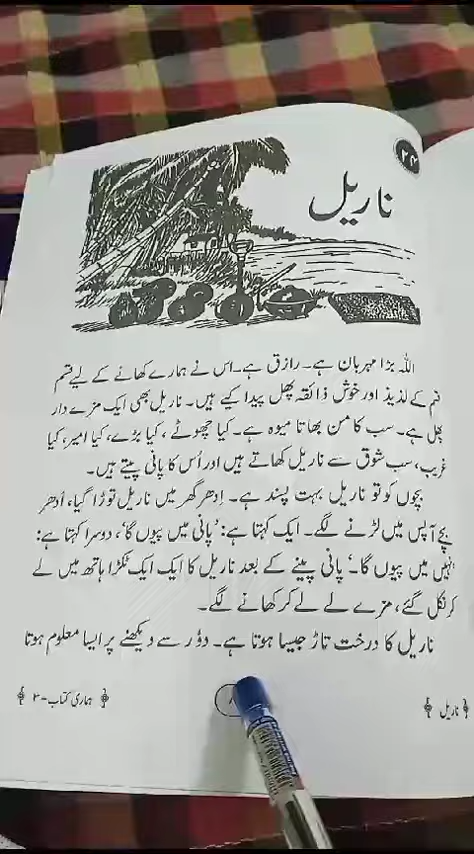 ۲۸
ناریل
اللہ بڑا مہربان ہے۔ رازق ہے۔ اس نے ہمارے کھانے کے لیے قسم
قسم کے لذیذ اور خوش ذائقہ پھل پیدا کیے ہیں۔ ناریل بھی ایک مزے دار
پھل ہے۔ سب کا من بھاتا میوہ ہے۔ کیا چھوٹے، کیا بڑے، کیا امیر، کیا
غریب، سب شوق سے ناریل کھاتے ہیں اور اُس کا پانی پیتے ہیں۔
بچوں کو تو ناریل بہت پسند ہے۔ اِدھر گھر میں ناریل توڑا گیا، اُدھر
بچے آپس میں لڑنے لگے۔ ایک کہتا ہے: ’پانی میں پیوں گا‘، دوسرا کہتا ہے:
’نہیں میں پیوں گا۔‘ پانی پینے کے بعد ناریل کا ایک ایک ٹکڑا ہاتھ میں لے
کر نکل گئے، مزے لے لے کر کھانے لگے۔
ناریل کا درخت تاڑ جیسا ہوتا ہے۔ دوٗر سے دیکھنے پر ایسا معلوم ہوتا
ناریل
ہماری کتاب-۳